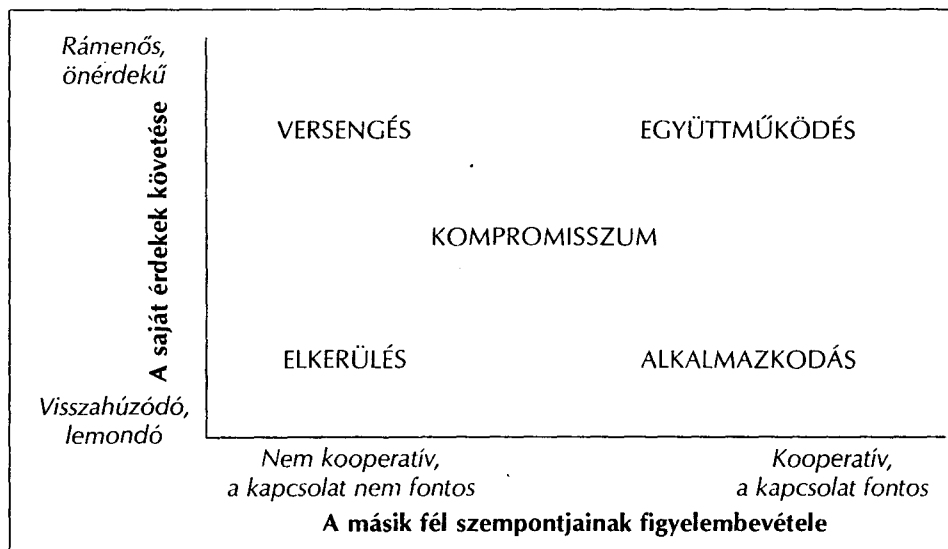 Rámenős,
önérdekű
A saját érdekek követése
VERSENGÉS EGYÜTTMŰKÖDÉS
KOMPROMISSZUM
ELKERÜLÉS ALKALMAZKODÁS
Visszahúzódó,
lemondó
Nem kooperatív, Kooperatív,
a kapcsolat nem fontos a kapcsolat fontos
A másik fél szempontjainak figyelembevétele